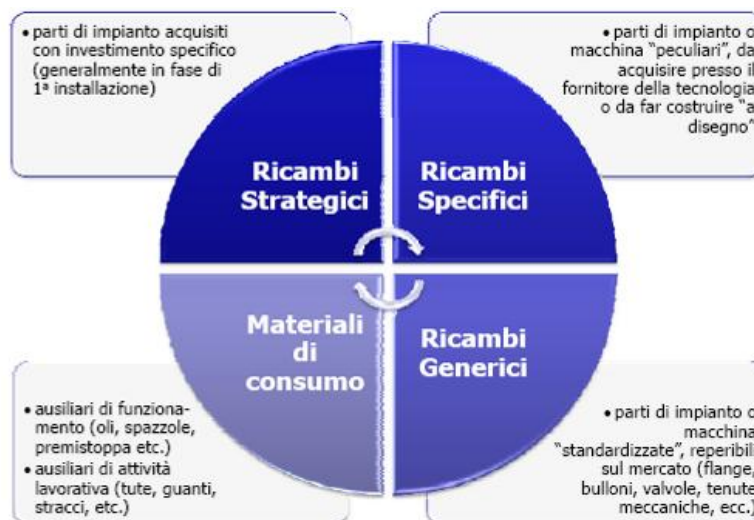 • parti di impianto acquisiti
con investimento specifico
(generalmente in fase di
1ª installazione)
• parti di impianto o
macchina “peculiari”, da
acquisire presso il
fornitore della tecnologia
o da far costruire “a
disegno”
Ricambi
Strategici
Ricambi
Specifici
Materiali
di
consumo
Ricambi
Generici
• ausiliari di funziona-
mento (oli, spazzole,
premistoppa etc.)
• ausiliari di attività
lavorativa (tute, guanti,
stracci, etc.)
• parti di impianto o
macchina
“standardizzate”, reperibili
sul mercato (flange,
bulloni, valvole, tenute
meccaniche, ecc.)